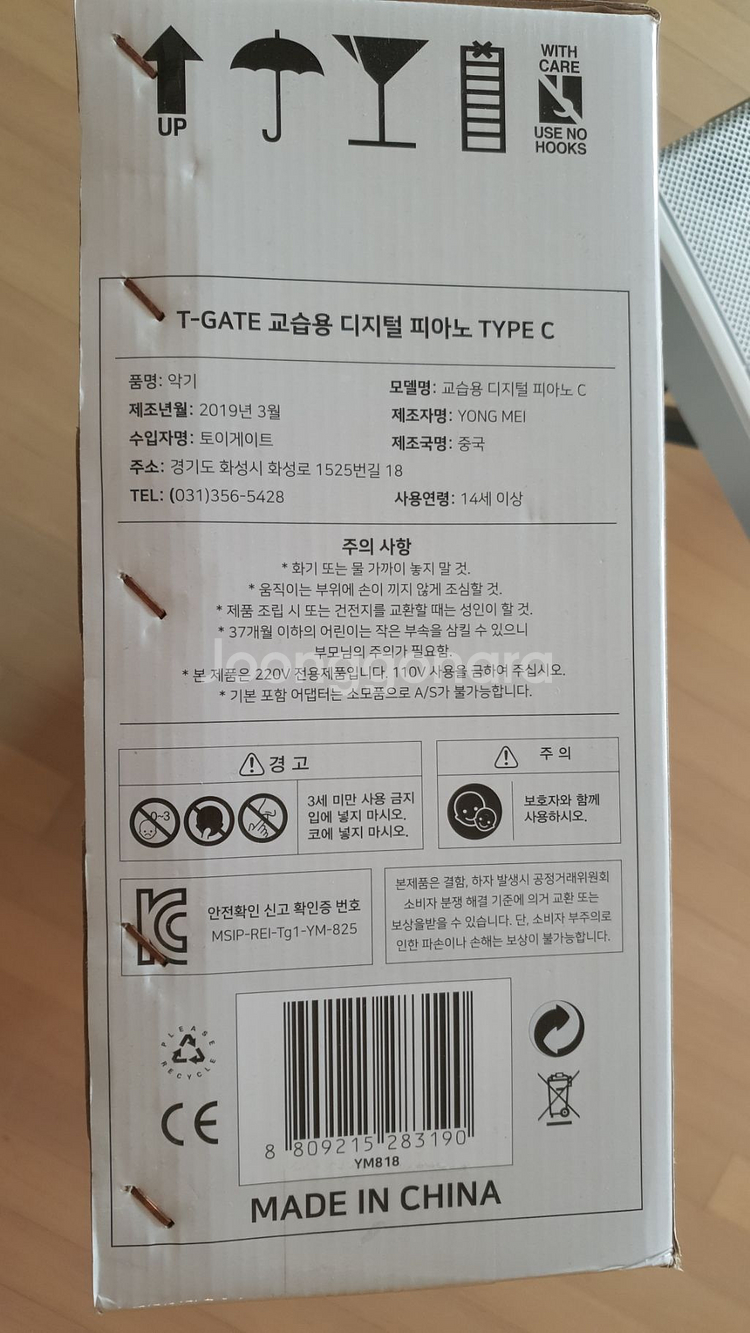 UP
WITH
CARE
USE NO
HOOKS
T-GATE 교습용 디지털 피아노 TYPE C
품명: 악기
모델명: 교습용 디지털 피아노 C
제조년월: 2019년 3월
제조자명: YONG MEI
수입자명: 토이게이트
제조국명: 중국
주소: 경기도 화성시 화성로 1525번길 18
TEL: (031)356-5428
사용연령: 14세 이상
주의 사항
* 화기 또는 물 가까이 놓지 말 것.
* 움직이는 부위에 손이 끼지 않게 조심할 것.
* 제품 조립 시 또는 건전지를 교환할 때는 성인이 할 것.
* 37개월 이하의 어린이는 작은 부속을 삼킬 수 있으니
부모님의 주의가 필요함.
Joonggonara
* 본 제품은 220V 전용제품입니다. 110V 사용을 금하여 주십시오.
* 기본 포함 어댑터는 소모품으로 A/S가 불가능합니다.
경고
0~3
3세 미만 사용 금지
입에 넣지 마시오.
코에 넣지 마시오.
주의
보호자와 함께
사용하시오.
안전확인 신고 확인증 번호
MSIP-REI-Tg1-YM-825
본제품은 결함, 하자 발생시 공정거래위원회
소비자 분쟁 해결 기준에 의거 교환 또는
보상을받을 수 있습니다. 단, 소비자 부주의로
인한 파손이나 손해는 보상이 불가능합니다.
PLEASE
RECYCLE
CE
8 809215 283190
YM818
MADE IN CHINA